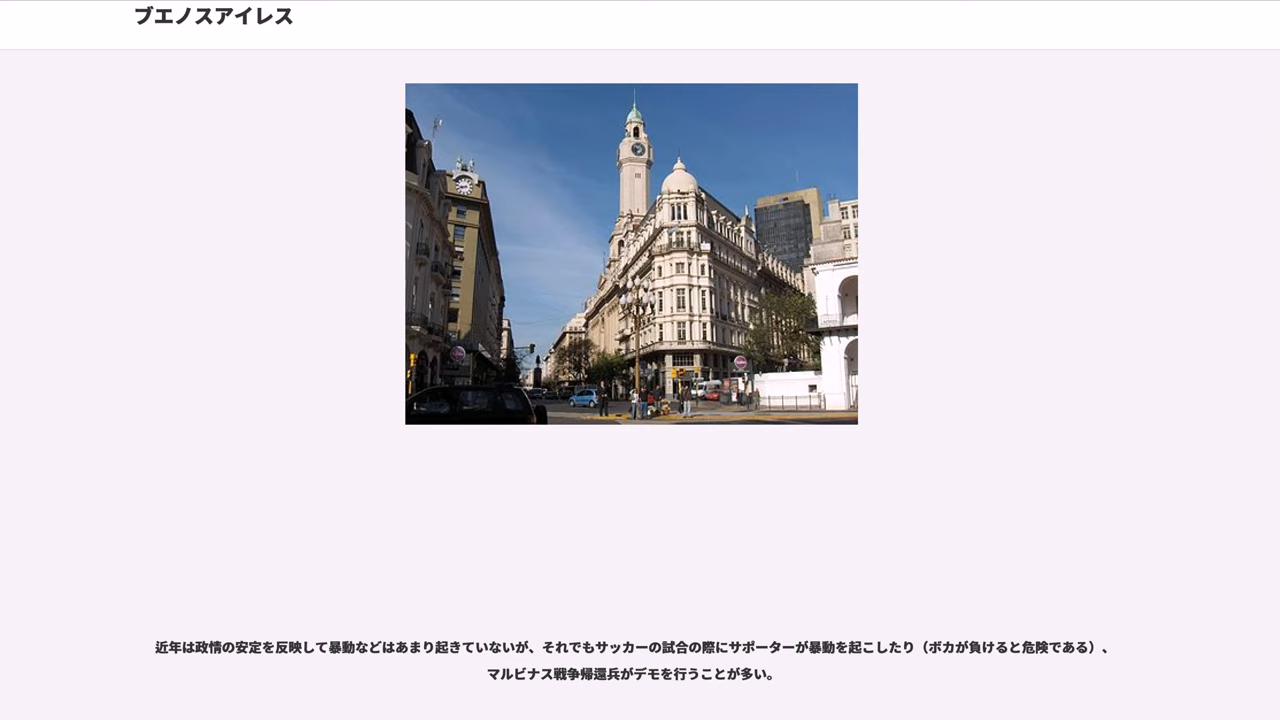 ブエノスアイレス
近年は政情の安定を反映して暴動などはあまり起きていないが、それでもサッカーの試合の際にサポーターが暴動を起こしたり（ボカが負けると危険である）、
マルビナス戦争帰還兵がデモを行うことが多い。